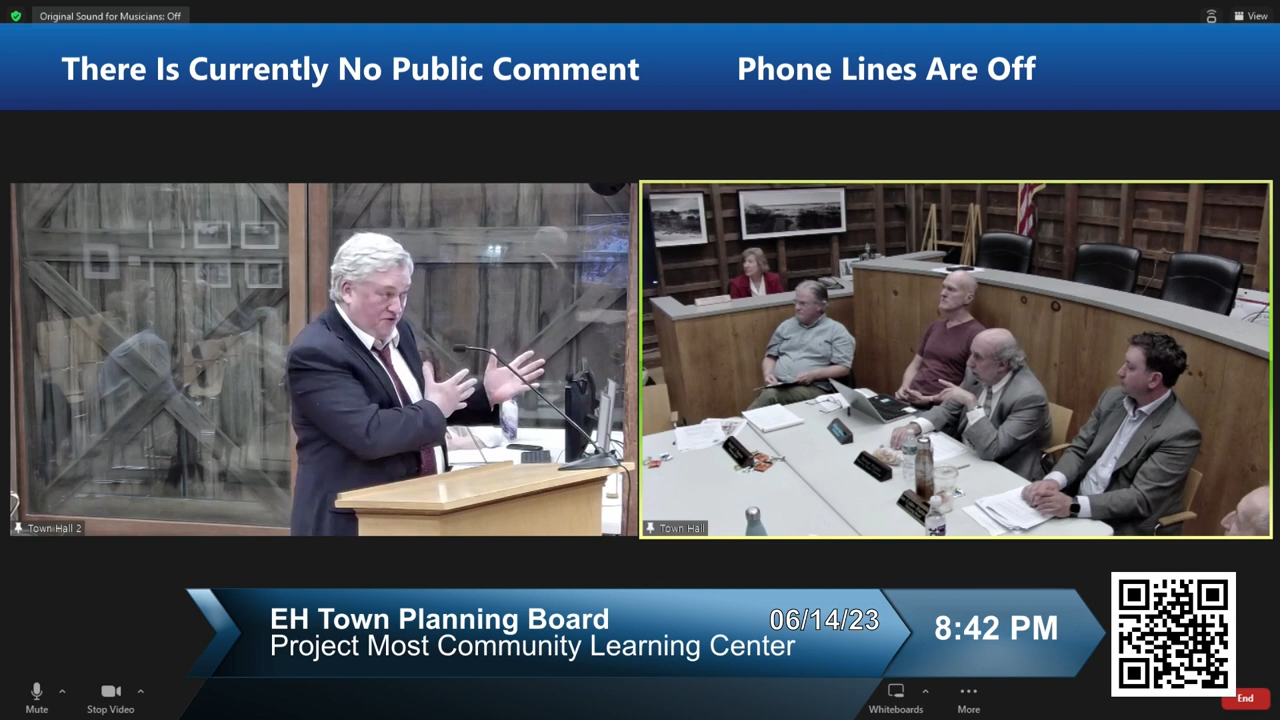 Original Sound for Musicians: Off
View
There Is Currently No Public Comment
Phone Lines Are Off
Town Hall 2
Town Hall
EH Town Planning Board
06/14/23
8:42 PM
Project Most Community Learning Center
Mute
Stop Video
Whiteboards
More
End